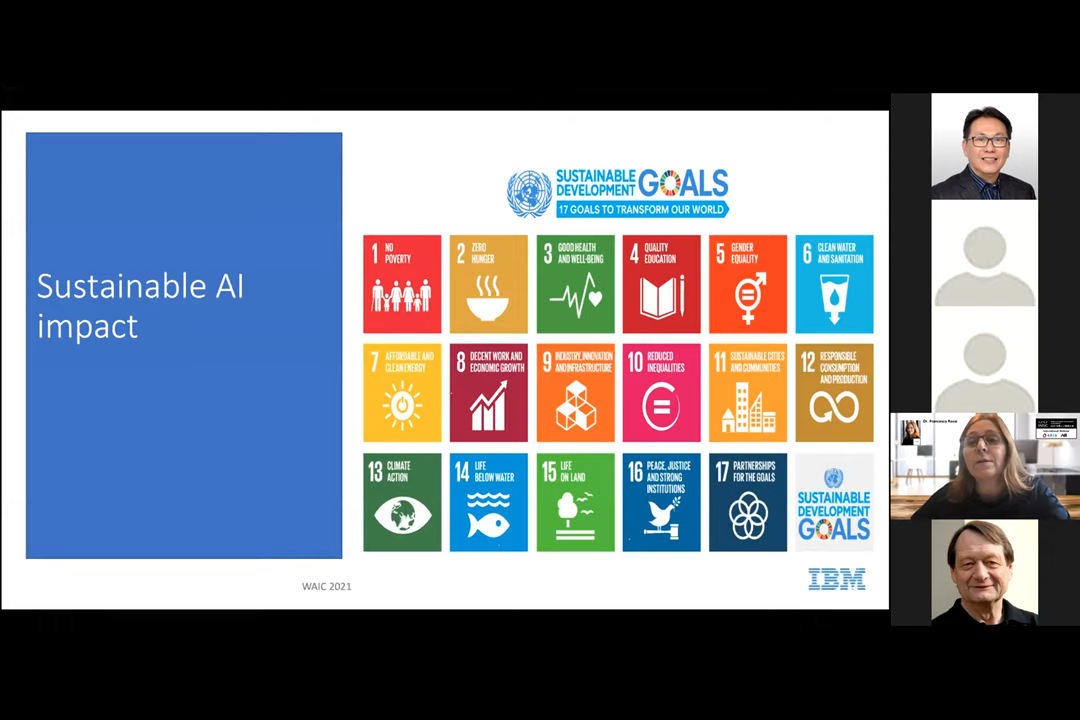 Sustainable AI
impact
SUSTAINABLE
DEVELOPMENT
GOALS
17 GOALS TO TRANSFORM OUR WORLD
1 NO
POVERTY
2 ZERO
HUNGER
3 GOOD HEALTH
AND WELL-BEING
4 QUALITY
EDUCATION
5 GENDER
EQUALITY
6 CLEAN WATER
AND SANITATION
7 AFFORDABLE AND
CLEAN ENERGY
8 DECENT WORK AND
ECONOMIC GROWTH
9 INDUSTRY, INNOVATION
AND INFRASTRUCTURE
10 REDUCED
INEQUALITIES
11 SUSTAINABLE CITIES
AND COMMUNITIES
12 RESPONSIBLE
CONSUMPTION
AND PRODUCTION
13 CLIMATE
ACTION
14 LIFE
BELOW WATER
15 LIFE
ON LAND
16 PEACE, JUSTICE
AND STRONG
INSTITUTIONS
17 PARTNERSHIPS
FOR THE GOALS
SUSTAINABLE
DEVELOPMENT
GOALS
WAIC 2021
IBM
Dr. Francesca Rossi